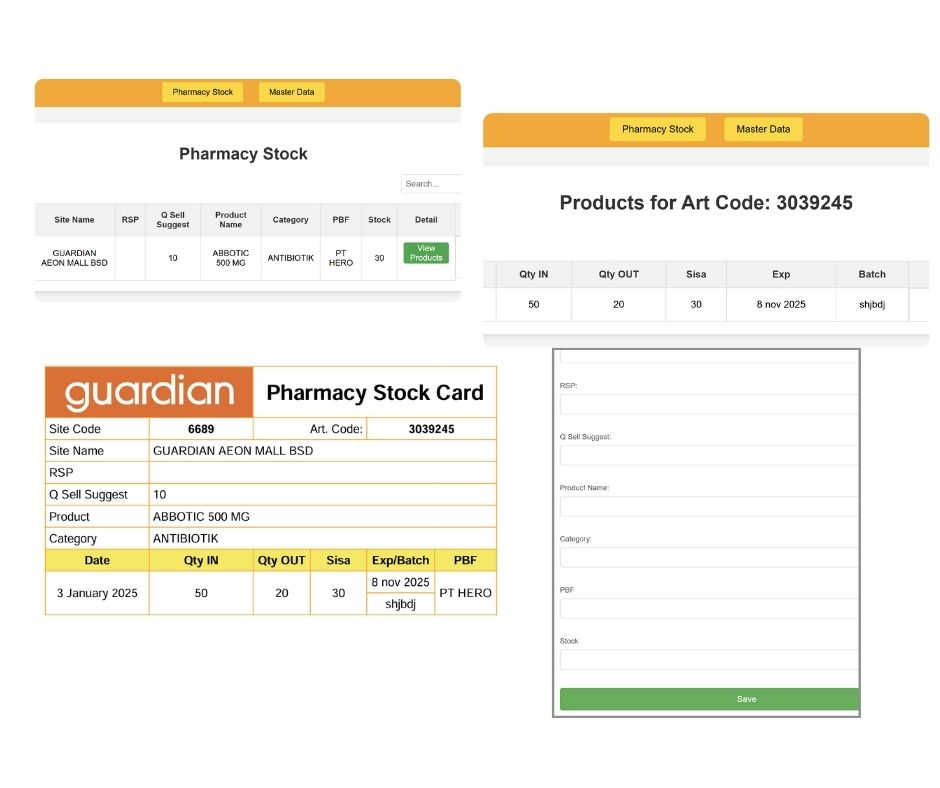 Pharmacy Stock Master Data
Pharmacy Stock
Search...
Site Name RSP Q Sell Suggest Product Name Category PBF Stock Detail
GUARDIAN AEON MALL BSD 10 ABBOTIC 500 MG ANTIBIOTIK PT HERO 30 View Products
Pharmacy Stock Master Data
Products for Art Code: 3039245
Qty IN Qty OUT Sisa Exp Batch
50 20 30 8 nov 2025 shjbdj
guardian Pharmacy Stock Card
Site Code 6689 Art. Code: 3039245
Site Name GUARDIAN AEON MALL BSD
RSP
Q Sell Suggest 10
Product ABBOTIC 500 MG
Category ANTIBIOTIK
Date Qty IN Qty OUT Sisa Exp/Batch PBF
3 January 2025 50 20 30 8 nov 2025 shjbdj PT HERO
RSP:
Q Sell Suggest:
Product Name:
Category:
PBF
Stock
Save